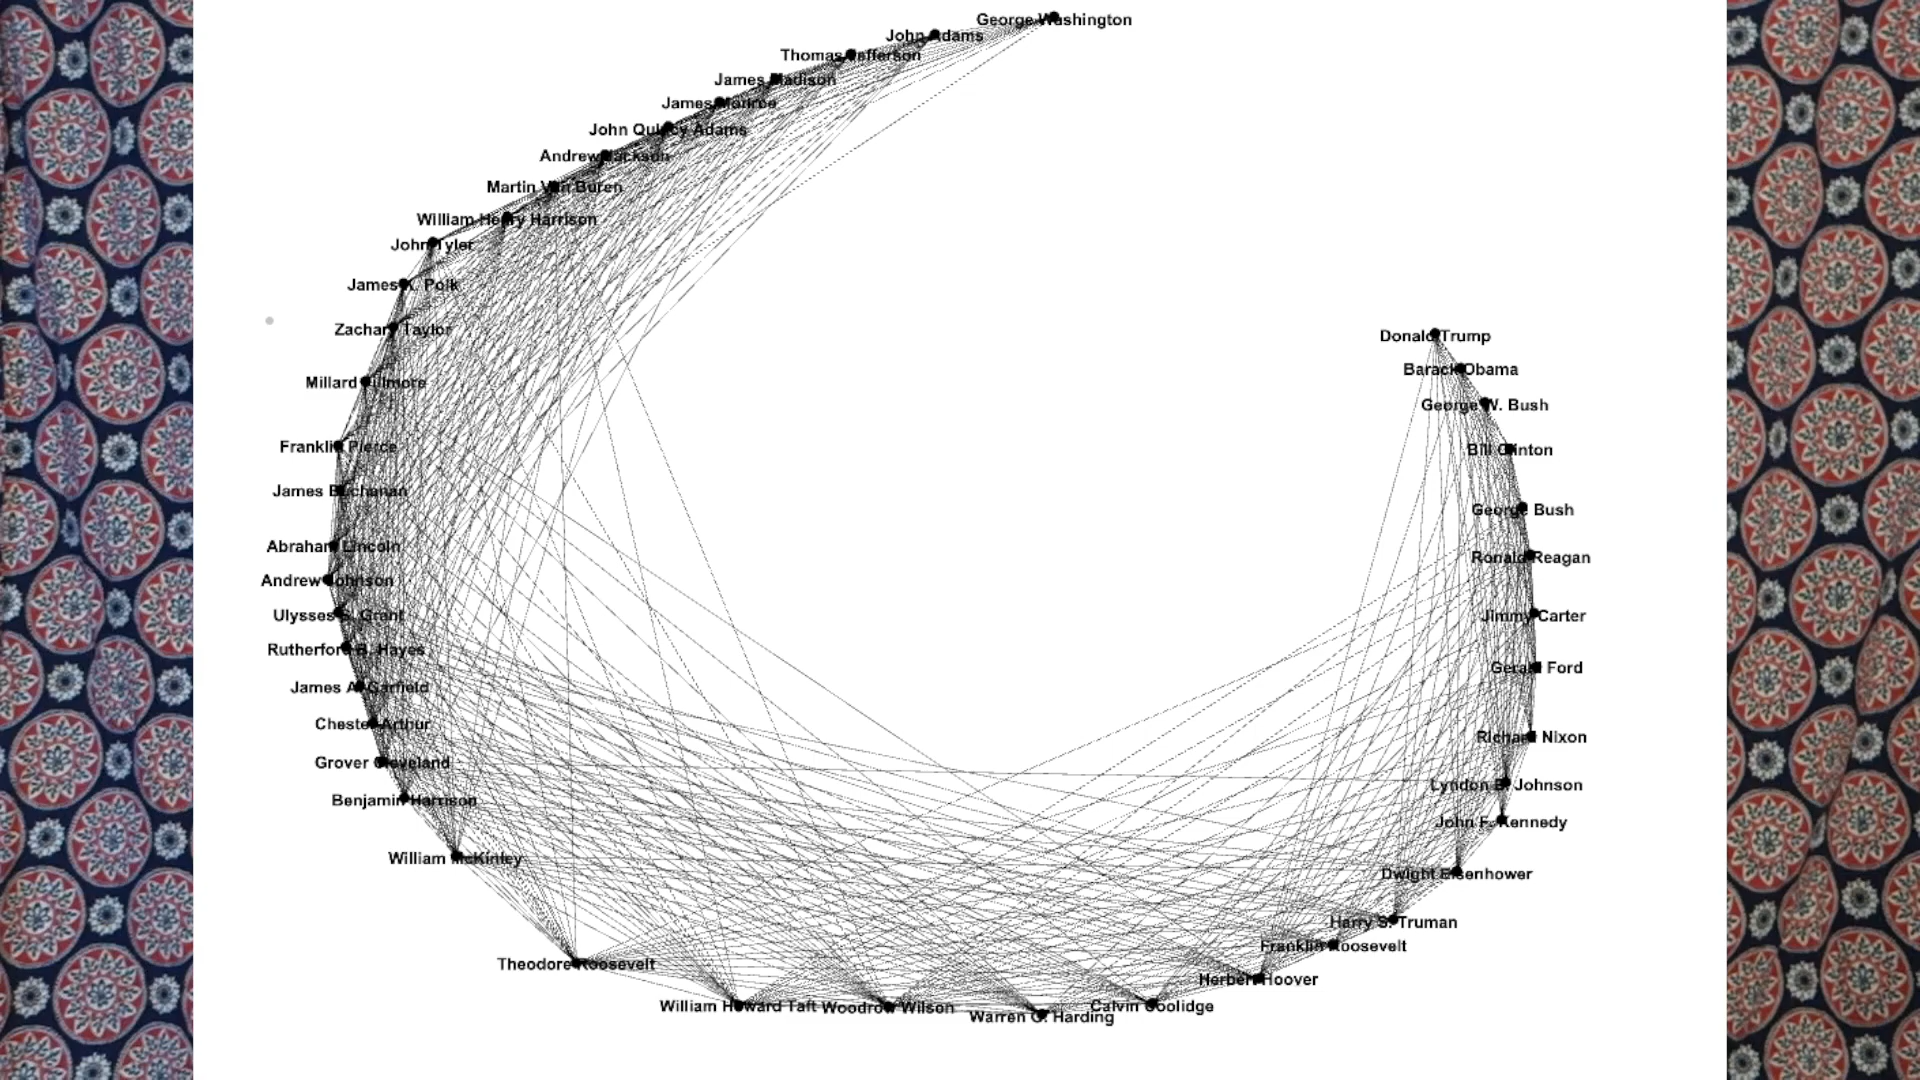 George Washington
John Adams
Thomas Jefferson
James Madison
James Monroe
John Quincy Adams
Andrew Jackson
Martin Van Buren
William Henry Harrison
John Tyler
James K. Polk
Zachary Taylor
Millard Fillmore
Franklin Pierce
James Buchanan
Abraham Lincoln
Andrew Johnson
Ulysses S. Grant
Rutherford B. Hayes
James A. Garfield
Chester Arthur
Grover Cleveland
Benjamin Harrison
William McKinley
Theodore Roosevelt
William Howard Taft
Woodrow Wilson
Warren G. Harding
Calvin Coolidge
Herbert Hoover
Franklin Roosevelt
Harry S. Truman
Dwight Eisenhower
John F. Kennedy
Lyndon B. Johnson
Richard Nixon
Gerald Ford
Jimmy Carter
Ronald Reagan
George Bush
Bill Clinton
George W. Bush
Barack Obama
Donald Trump